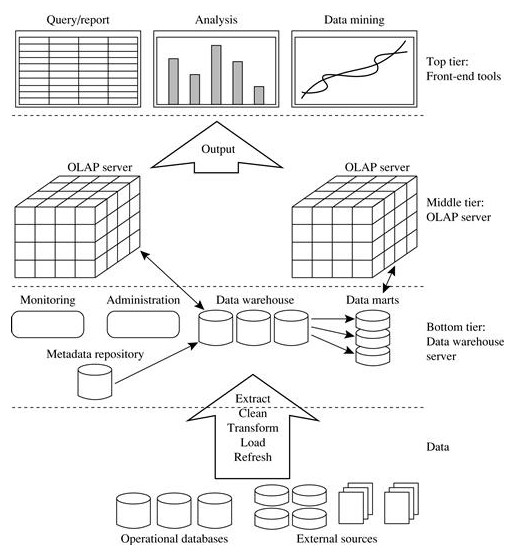 Query/report
Analysis
Data mining
Top tier:
Front-end tools
Output
OLAP server
OLAP server
Middle tier:
OLAP server
Monitoring
Administration
Data warehouse
Data marts
Bottom tier:
Data warehouse
server
Metadata repository
Extract
Clean
Transform
Load
Refresh
Data
Operational databases
External sources